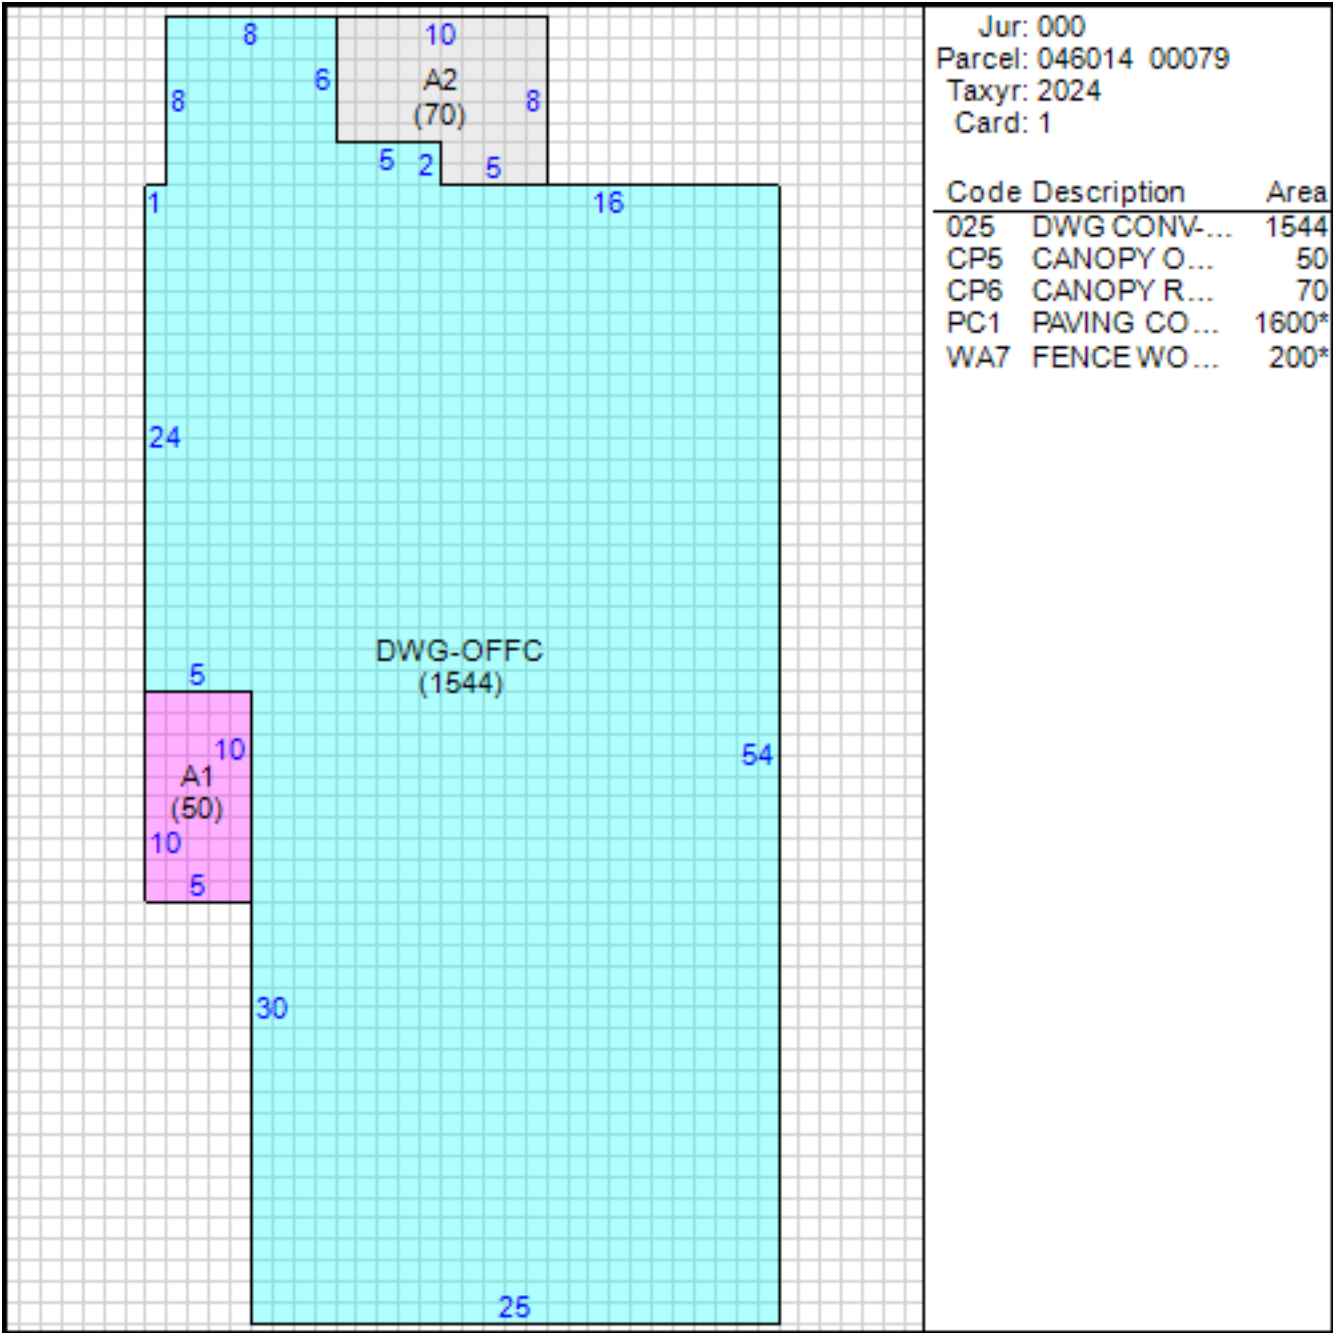 8
10
6
A2
8
8
(70)
5
2
5
1
16
24
DWG-OFFC
(1544)
5
10
54
A1
(50)
10
5
30
25
Jur: 000
Parcel: 046014 00079
Taxyr: 2024
Card: 1
Code Description Area
025 DWG CONV-... 1544
CP5 CANOPY O... 50
CP6 CANOPY R... 70
PC1 PAVING CO... 1600*
WA7 FENCE WO... 200*